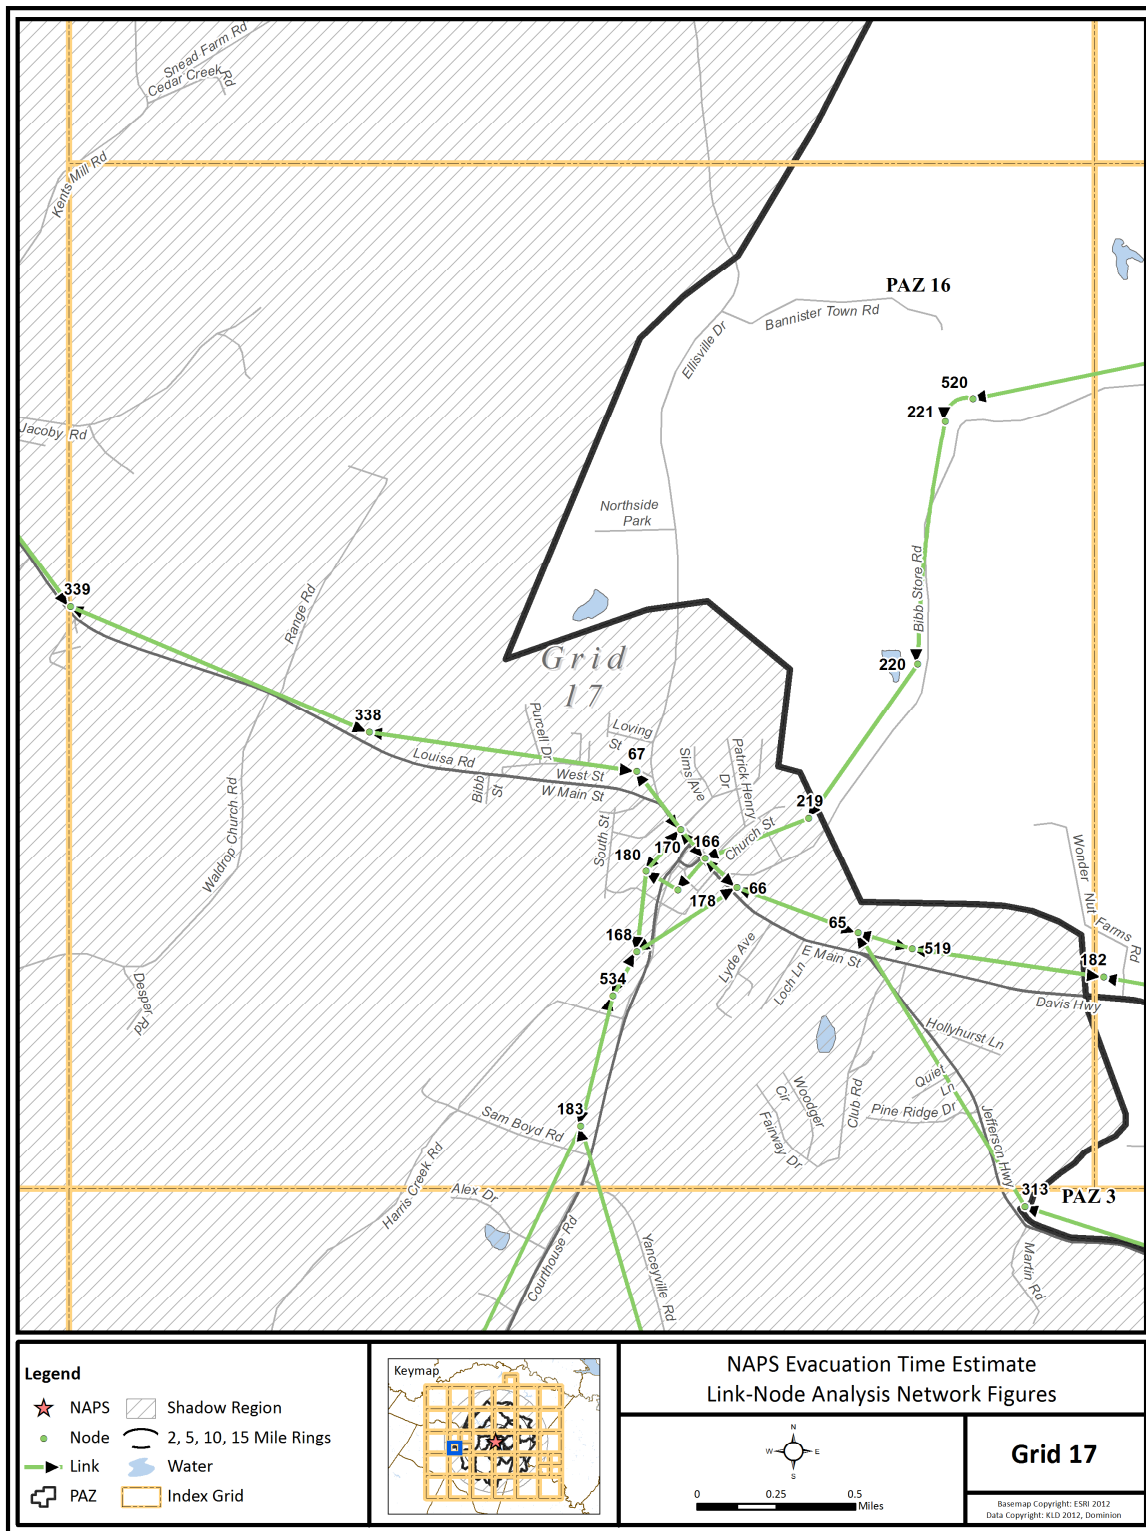 Snead Farm Rd
Cedar Creek Rd
Kents Mill Rd
PAZ 16
Bannister Town Rd
Ellisville Dr
520
221
Jacoby Rd
Northside
Park
Bibb Store Rd
339
Range Rd
Grid
17
220
338
Purcell Dr
Loving
St
67
Louisa Rd
West St
Bibb
St
W Main St
Sims Ave
Patrick Henry
Dr
219
Waldrop Church Rd
South St
170
166
Church St
180
178
66
Wonder Nut Farms Rd
65
519
168
Lyde Ave
Loch Ln
E Main St
182
534
Desper Rd
Davis Hwy
Hollyhurst Ln
Quiet
Ln
183
Sam Boyd Rd
Woodger
Cir
Fairway Dr
Club Rd
Pine Ridge Dr
Jefferson Hwy
Harris Creek Rd
Alex Dr
313
PAZ 3
Courthouse Rd
Yanceyville Rd
Martin Rd
Legend
NAPS
Shadow Region
Node
2, 5, 10, 15 Mile Rings
Link
Water
PAZ
Index Grid
Keymap
NAPS Evacuation Time Estimate
Link-Node Analysis Network Figures
N
W
E
S
0
0.25
0.5
Miles
Grid 17
Basemap Copyright: ESRI 2012
Data Copyright: KLD 2012, Dominion